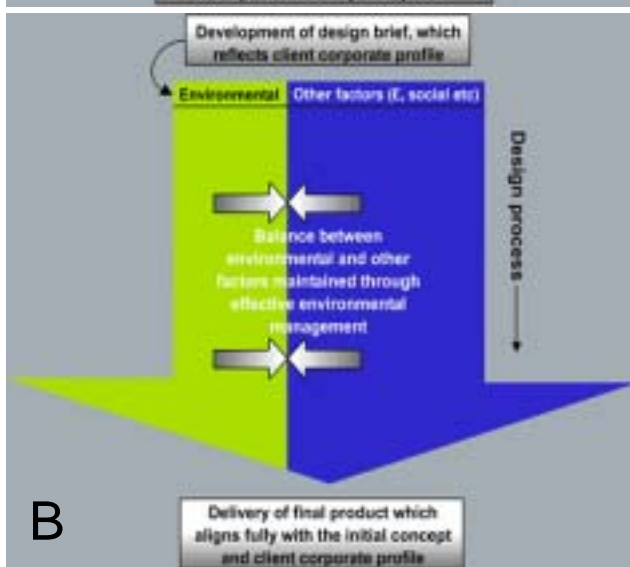 Development of design brief, which
reflects client corporate profile
Environmental
Other factors (£, social etc)
Design process
Balance between
environmental and other
factors maintained through
effective environmental
management
B
Delivery of final product which
aligns fully with the initial concept
and client corporate profile